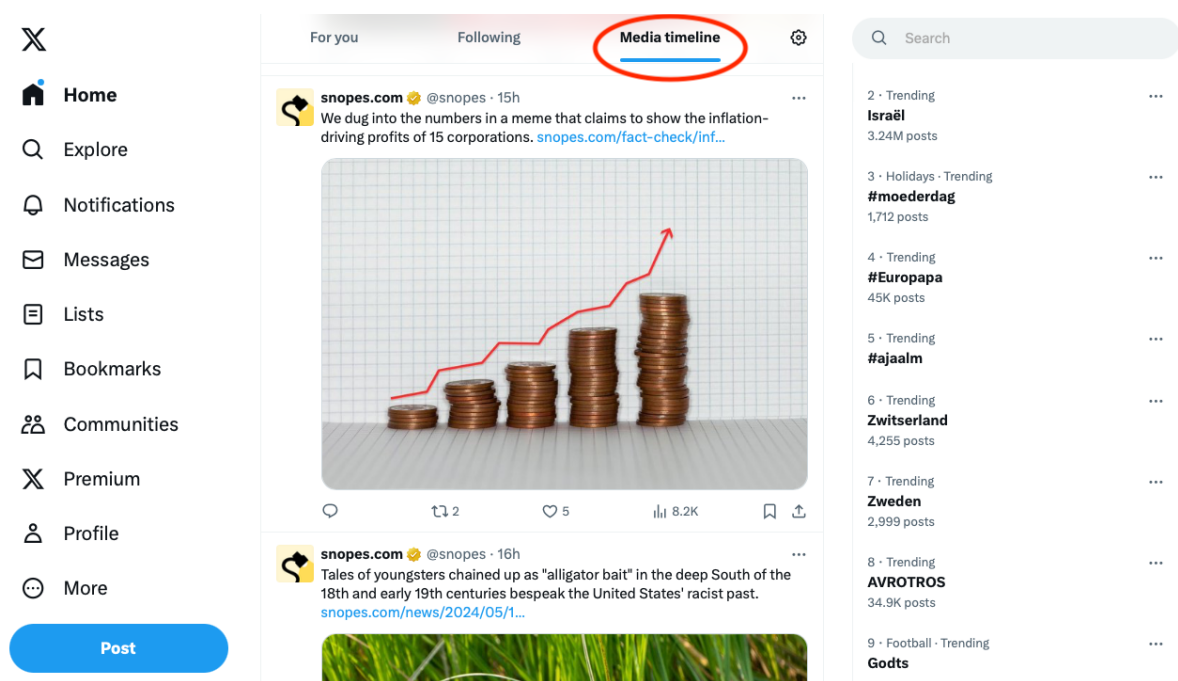 Home
Explore
Notifications
Messages
Lists
Bookmarks
Communities
Premium
Profile
More
Post
For you Following Media timeline
snopes.com @snopes · 15h
We dug into the numbers in a meme that claims to show the inflation-
driving profits of 15 corporations. snopes.com/fact-check/inf...
2 5 8.2K
snopes.com @snopes · 16h
Tales of youngsters chained up as "alligator bait" in the deep South of the
18th and early 19th centuries bespeak the United States' racist past.
snopes.com/news/2024/05/1...
Search
2 · Trending
Israël
3.24M posts
3 · Holidays · Trending
#moederdag
1,712 posts
4 · Trending
#Europapa
45K posts
5 · Trending
#ajaalm
6 · Trending
Zwitserland
4,255 posts
7 · Trending
Zweden
2,999 posts
8 · Trending
AVROTROS
34.9K posts
9 · Football · Trending
Godts